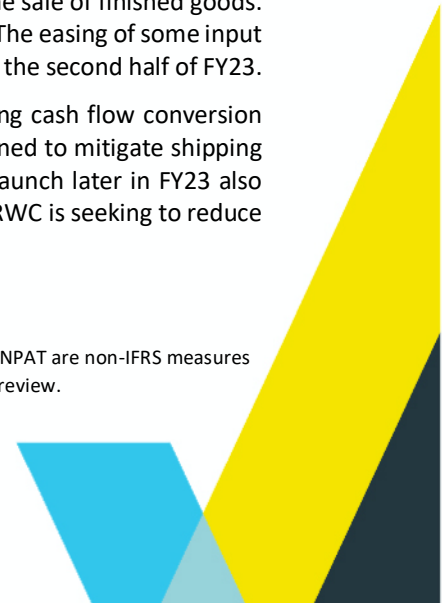 sale of finished goods.
The easing of some input
the second half of FY23.
ng cash flow conversion
ned to mitigate shipping
aunch later in FY23 also
RWC is seeking to reduce
NPAT are non-IFRS measures
review.